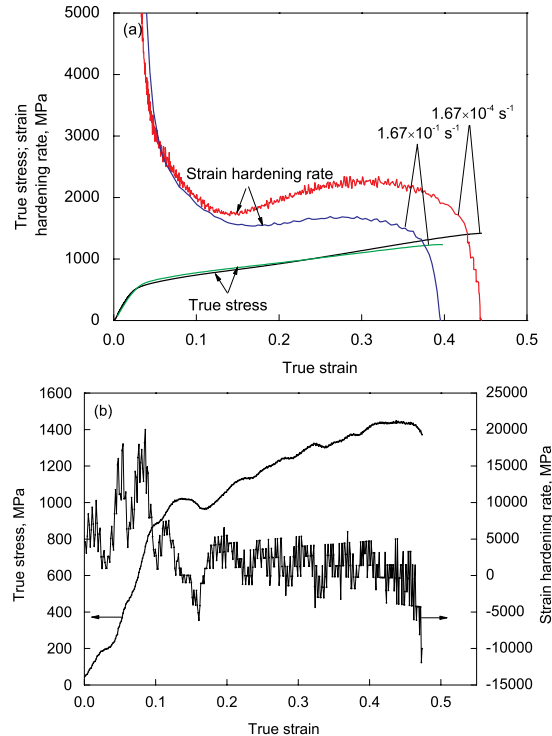 (a)
5000
4000
3000
2000
1000
0
True stress; strain
hardening rate, MPa
1.67×10⁻⁴ s⁻¹
1.67×10⁻¹ s⁻¹
Strain hardening rate
True stress
0.0 0.1 0.2 0.3 0.4 0.5
True strain
(b)
1600
1400
1200
1000
800
600
400
200
0
True stress, MPa
25000
20000
15000
10000
5000
0
-5000
-10000
-15000
Strain hardening rate, MPa
0.0 0.1 0.2 0.3 0.4 0.5
True strain